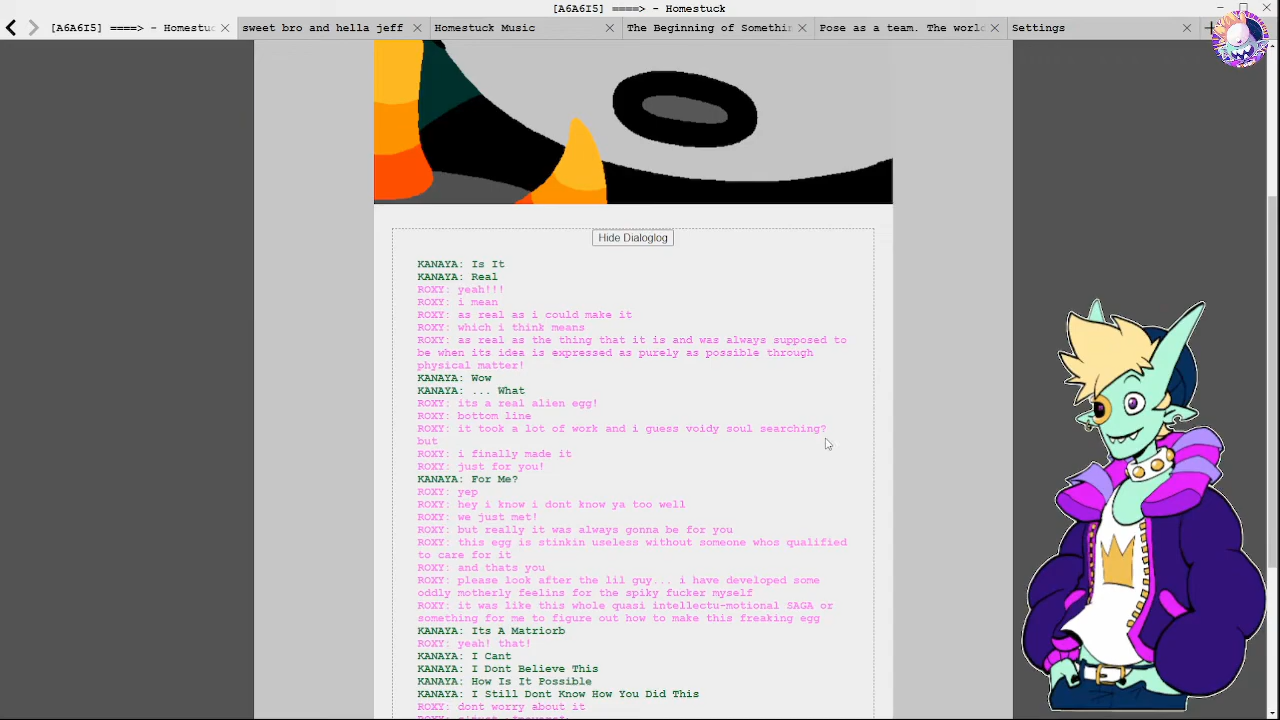 [A6A6I5] ====> - Homestuck
[A6A6I5] ====> - Homestuc
sweet bro and hella jeff
Homestuck Music
The Beginning of Somethin
Pose as a team. The worl
Settings
Hide Dialoglog
KANAYA: Is It
KANAYA: Real
ROXY: yeah!!!
ROXY: i mean
ROXY: as real as i could make it
ROXY: which i think means
ROXY: as real as the thing that it is and was always supposed to
be when its idea is expressed as purely as possible through
physical matter!
KANAYA: Wow
KANAYA: ... What
ROXY: its a real alien egg!
ROXY: bottom line
ROXY: it took a lot of work and i guess voidy soul searching?
but
ROXY: i finally made it
ROXY: just for you!
KANAYA: For Me?
ROXY: yep
ROXY: hey i know i dont know ya too well
ROXY: we just met!
ROXY: but really it was always gonna be for you
ROXY: this egg is stinkin useless without someone whos qualified
to care for it
ROXY: and thats you
ROXY: please look after the lil guy... i have developed some
oddly motherly feelins for the spiky fucker myself
ROXY: it was like this whole quasi intellectu-motional SAGA or
something for me to figure out how to make this freaking egg
KANAYA: Its A Matriorb
ROXY: yeah! that!
KANAYA: I Cant
KANAYA: I Dont Believe This
KANAYA: How Is It Possible
KANAYA: I Still Dont Know How You Did This
ROXY: dont worry about it